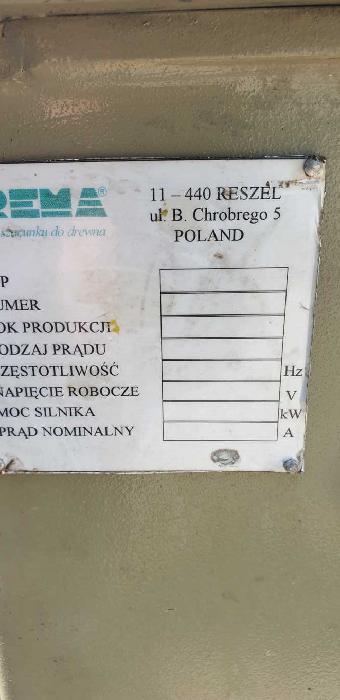 REMA®
szacunku do drewna
11 – 440 RESZEL
ul. B. Chrobrego 5
POLAND
P
UMER
OK PRODUKCJI
ODZAJ PRĄDU
ZĘSTOTLIWOŚĆ Hz
NAPIĘCIE ROBOCZE V
MOC SILNIKA kW
PRĄD NOMINALNY A